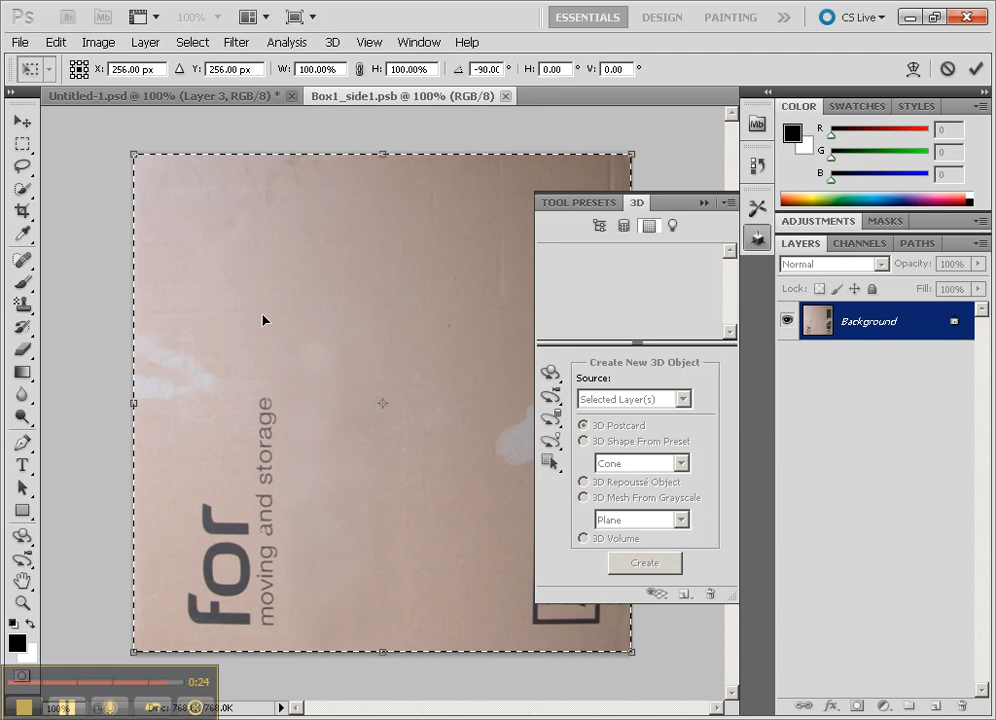 Ps Br Mb 100% ESSENTIALS DESIGN PAINTING CS Live
File Edit Image Layer Select Filter Analysis 3D View Window Help
X: 256.00 px Y: 256.00 px W: 100.00% H: 100.00% -90.00 ° H: 0.00 ° V: 0.00 °
Untitled-1.psd @ 100% (Layer 3, RGB/8) * Box1_side1.psb @ 100% (RGB/8)
COLOR SWATCHES STYLES
Mb
R 0
G 0
B 0
TOOL PRESETS 3D
ADJUSTMENTS MASKS
LAYERS CHANNELS PATHS
Normal Opacity: 100%
Lock: Fill: 100%
Background
Create New 3D Object
Source:
Selected Layer(s)
3D Postcard
3D Shape From Preset
Cone
3D Repoussé Object
3D Mesh From Grayscale
Plane
3D Volume
Create
for
moving and storage
0:24
100% Doc: 768.0K/768.0K